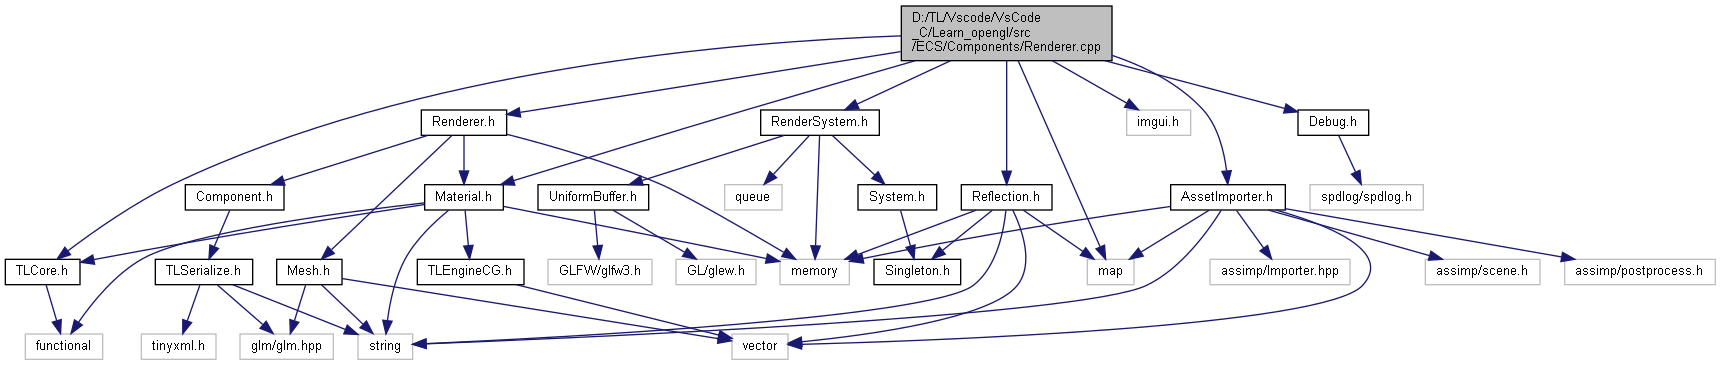 D:/TL/Vscode/VsCode
_C/Learn_opengl/src
/ECS/Components/Renderer.cpp
Renderer.h
RenderSystem.h
imgui.h
Debug.h
Component.h
Material.h
UniformBuffer.h
queue
System.h
Reflection.h
AssetImporter.h
spdlog/spdlog.h
TLCore.h
TLSerialize.h
Mesh.h
TLEngineCG.h
GLFW/glfw3.h
GL/glew.h
memory
Singleton.h
map
assimp/Importer.hpp
assimp/scene.h
assimp/postprocess.h
functional
tinyxml.h
glm/glm.hpp
string
vector